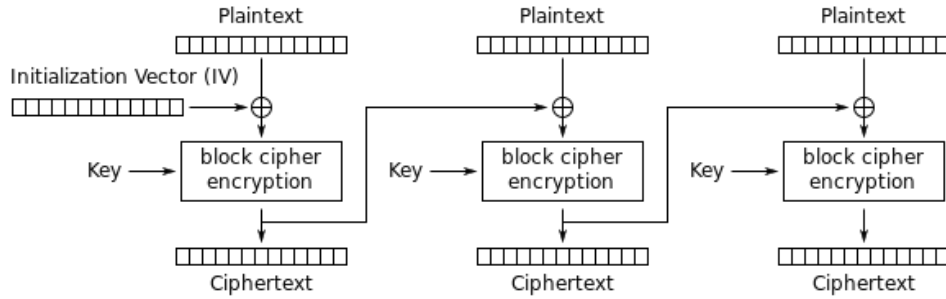 Plaintext
Plaintext
Plaintext
Initialization Vector (IV)
Key
block cipher
encryption
Key
block cipher
encryption
Key
block cipher
encryption
Ciphertext
Ciphertext
Ciphertext